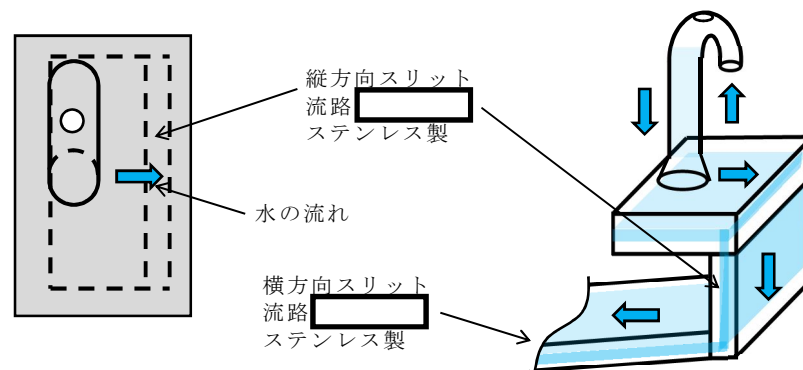 縦方向スリット
流路
ステンレス製
水の流れ
横方向スリット
流路
ステンレス製